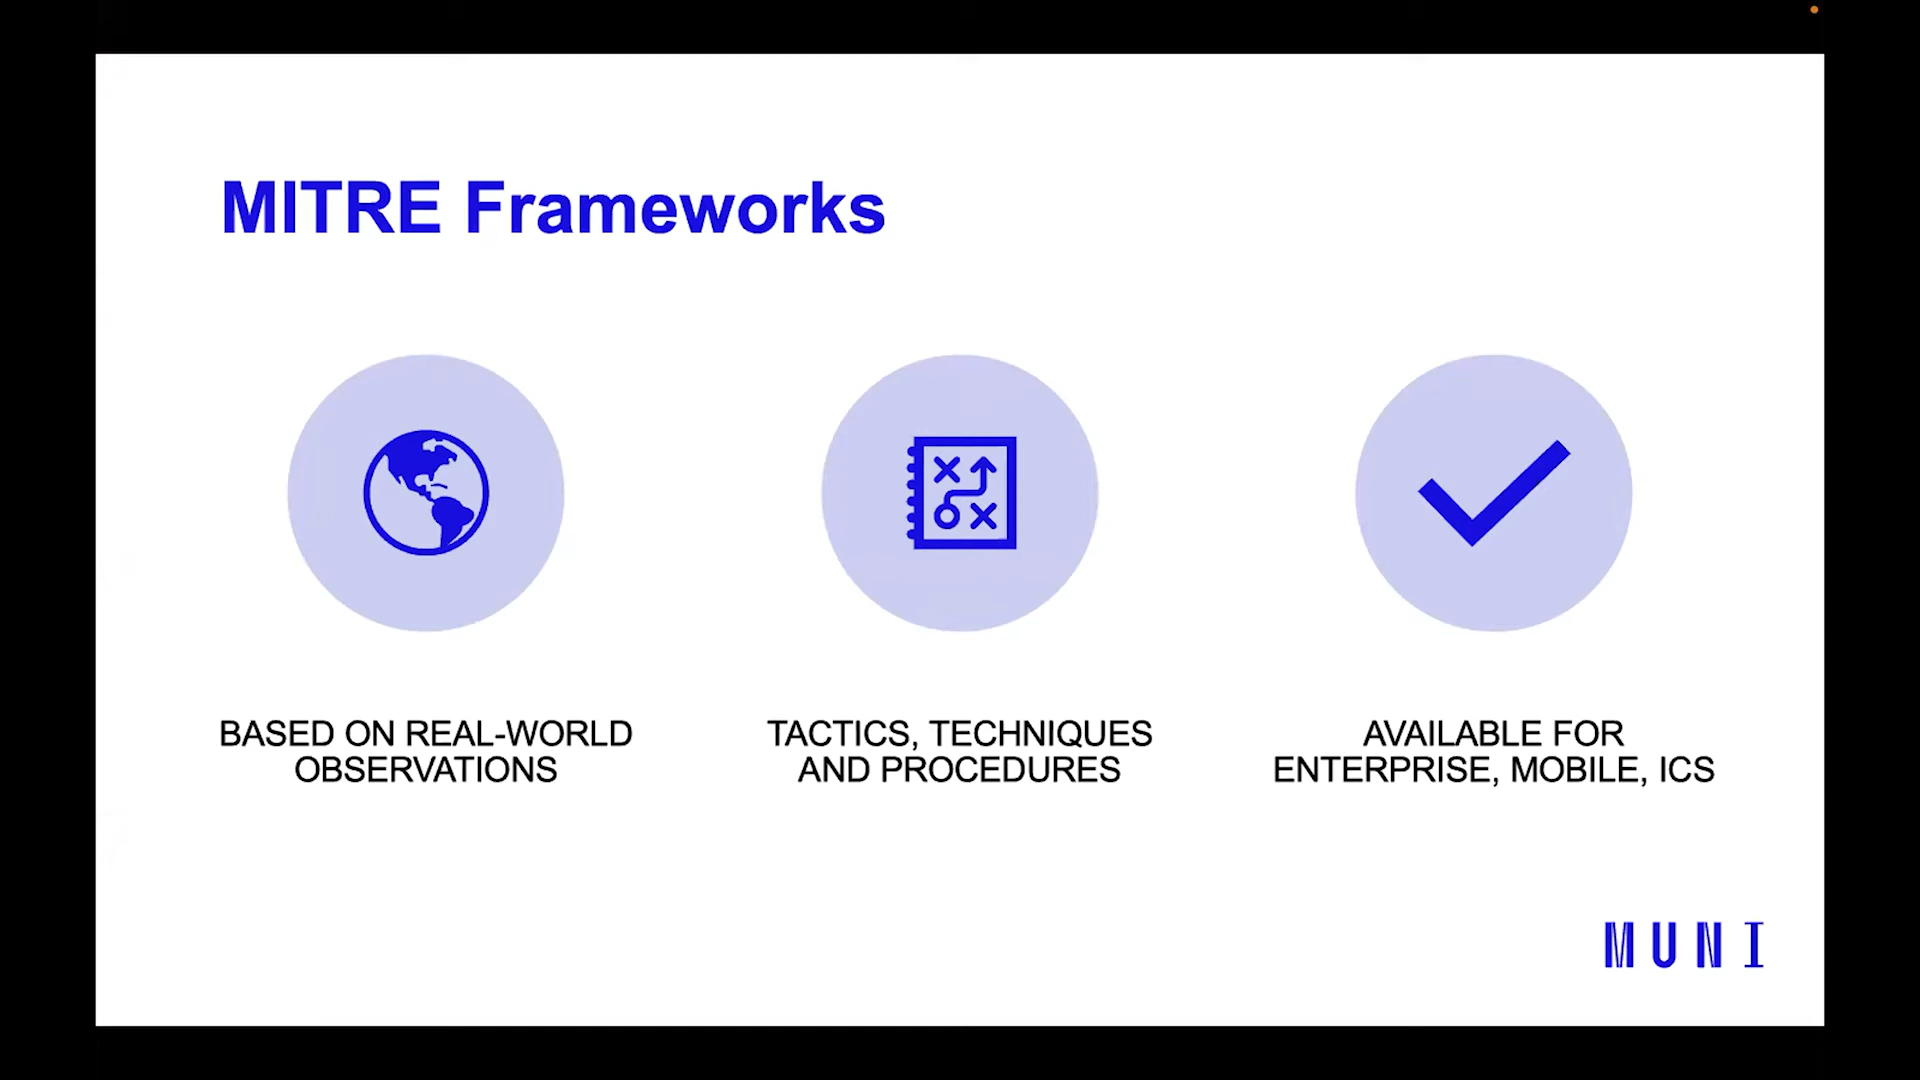 MITRE Frameworks
BASED ON REAL-WORLD
OBSERVATIONS
TACTICS, TECHNIQUES
AND PROCEDURES
AVAILABLE FOR
ENTERPRISE, MOBILE, ICS
MUNI